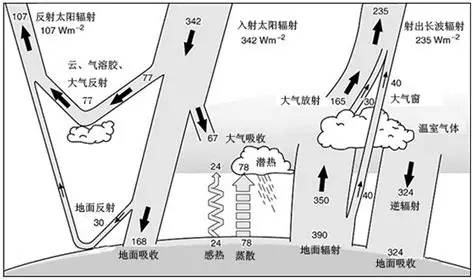 107
反射太阳辐射
107 Wm⁻²
342
入射太阳辐射
342 Wm⁻²
235
射出长波辐射
235 Wm⁻²
云、气溶胶、
大气反射
77
77
67
大气吸收
大气放射
165
30
40
大气窗
温室气体
潜热
24
78
地面反射
30
168
地面吸收
24
感热
78
蒸散
350
40
390
地面辐射
324
逆辐射
324
地面吸收